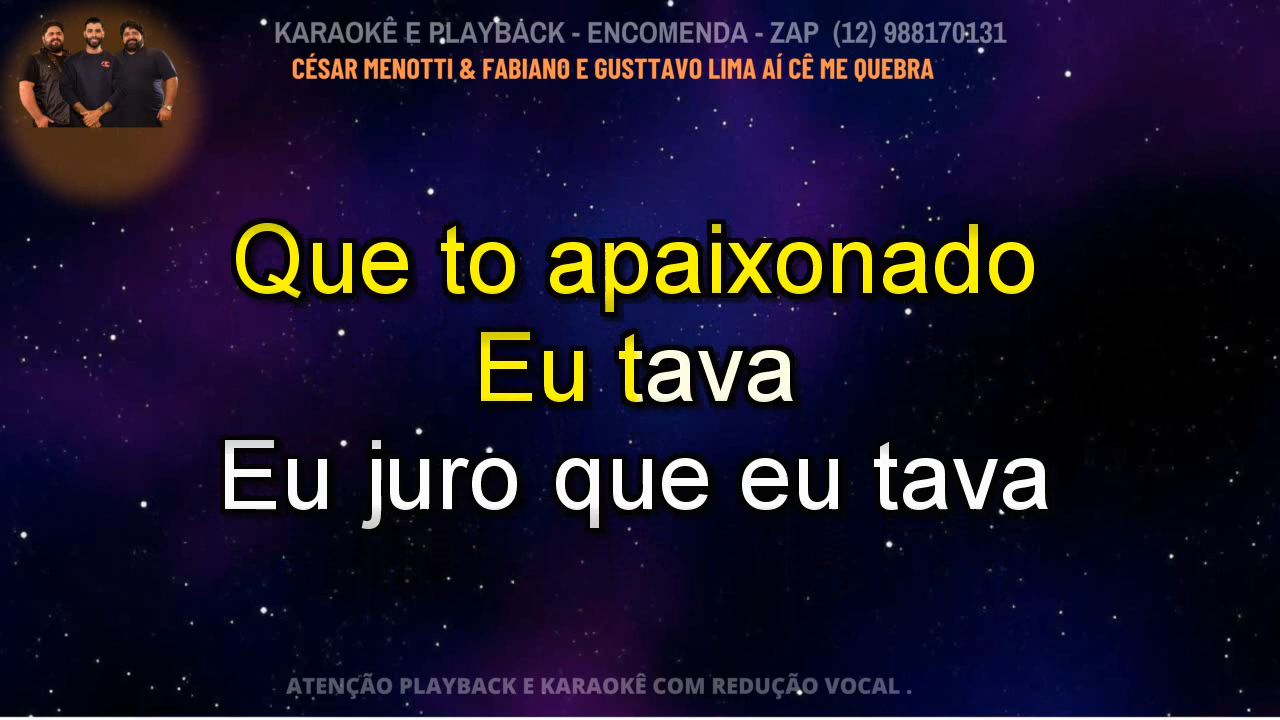 KARAOKÊ E PLAYBACK - ENCOMENDA - ZAP (12) 988170131
CÉSAR MENOTTI & FABIANO E GUSTTAVO LIMA AÍ CÊ ME QUEBRA
Que to apaixonado
Eu tava
Eu juro que eu tava
ATENÇÃO PLAYBACK E KARAOKÊ COM REDUÇÃO VOCAL .